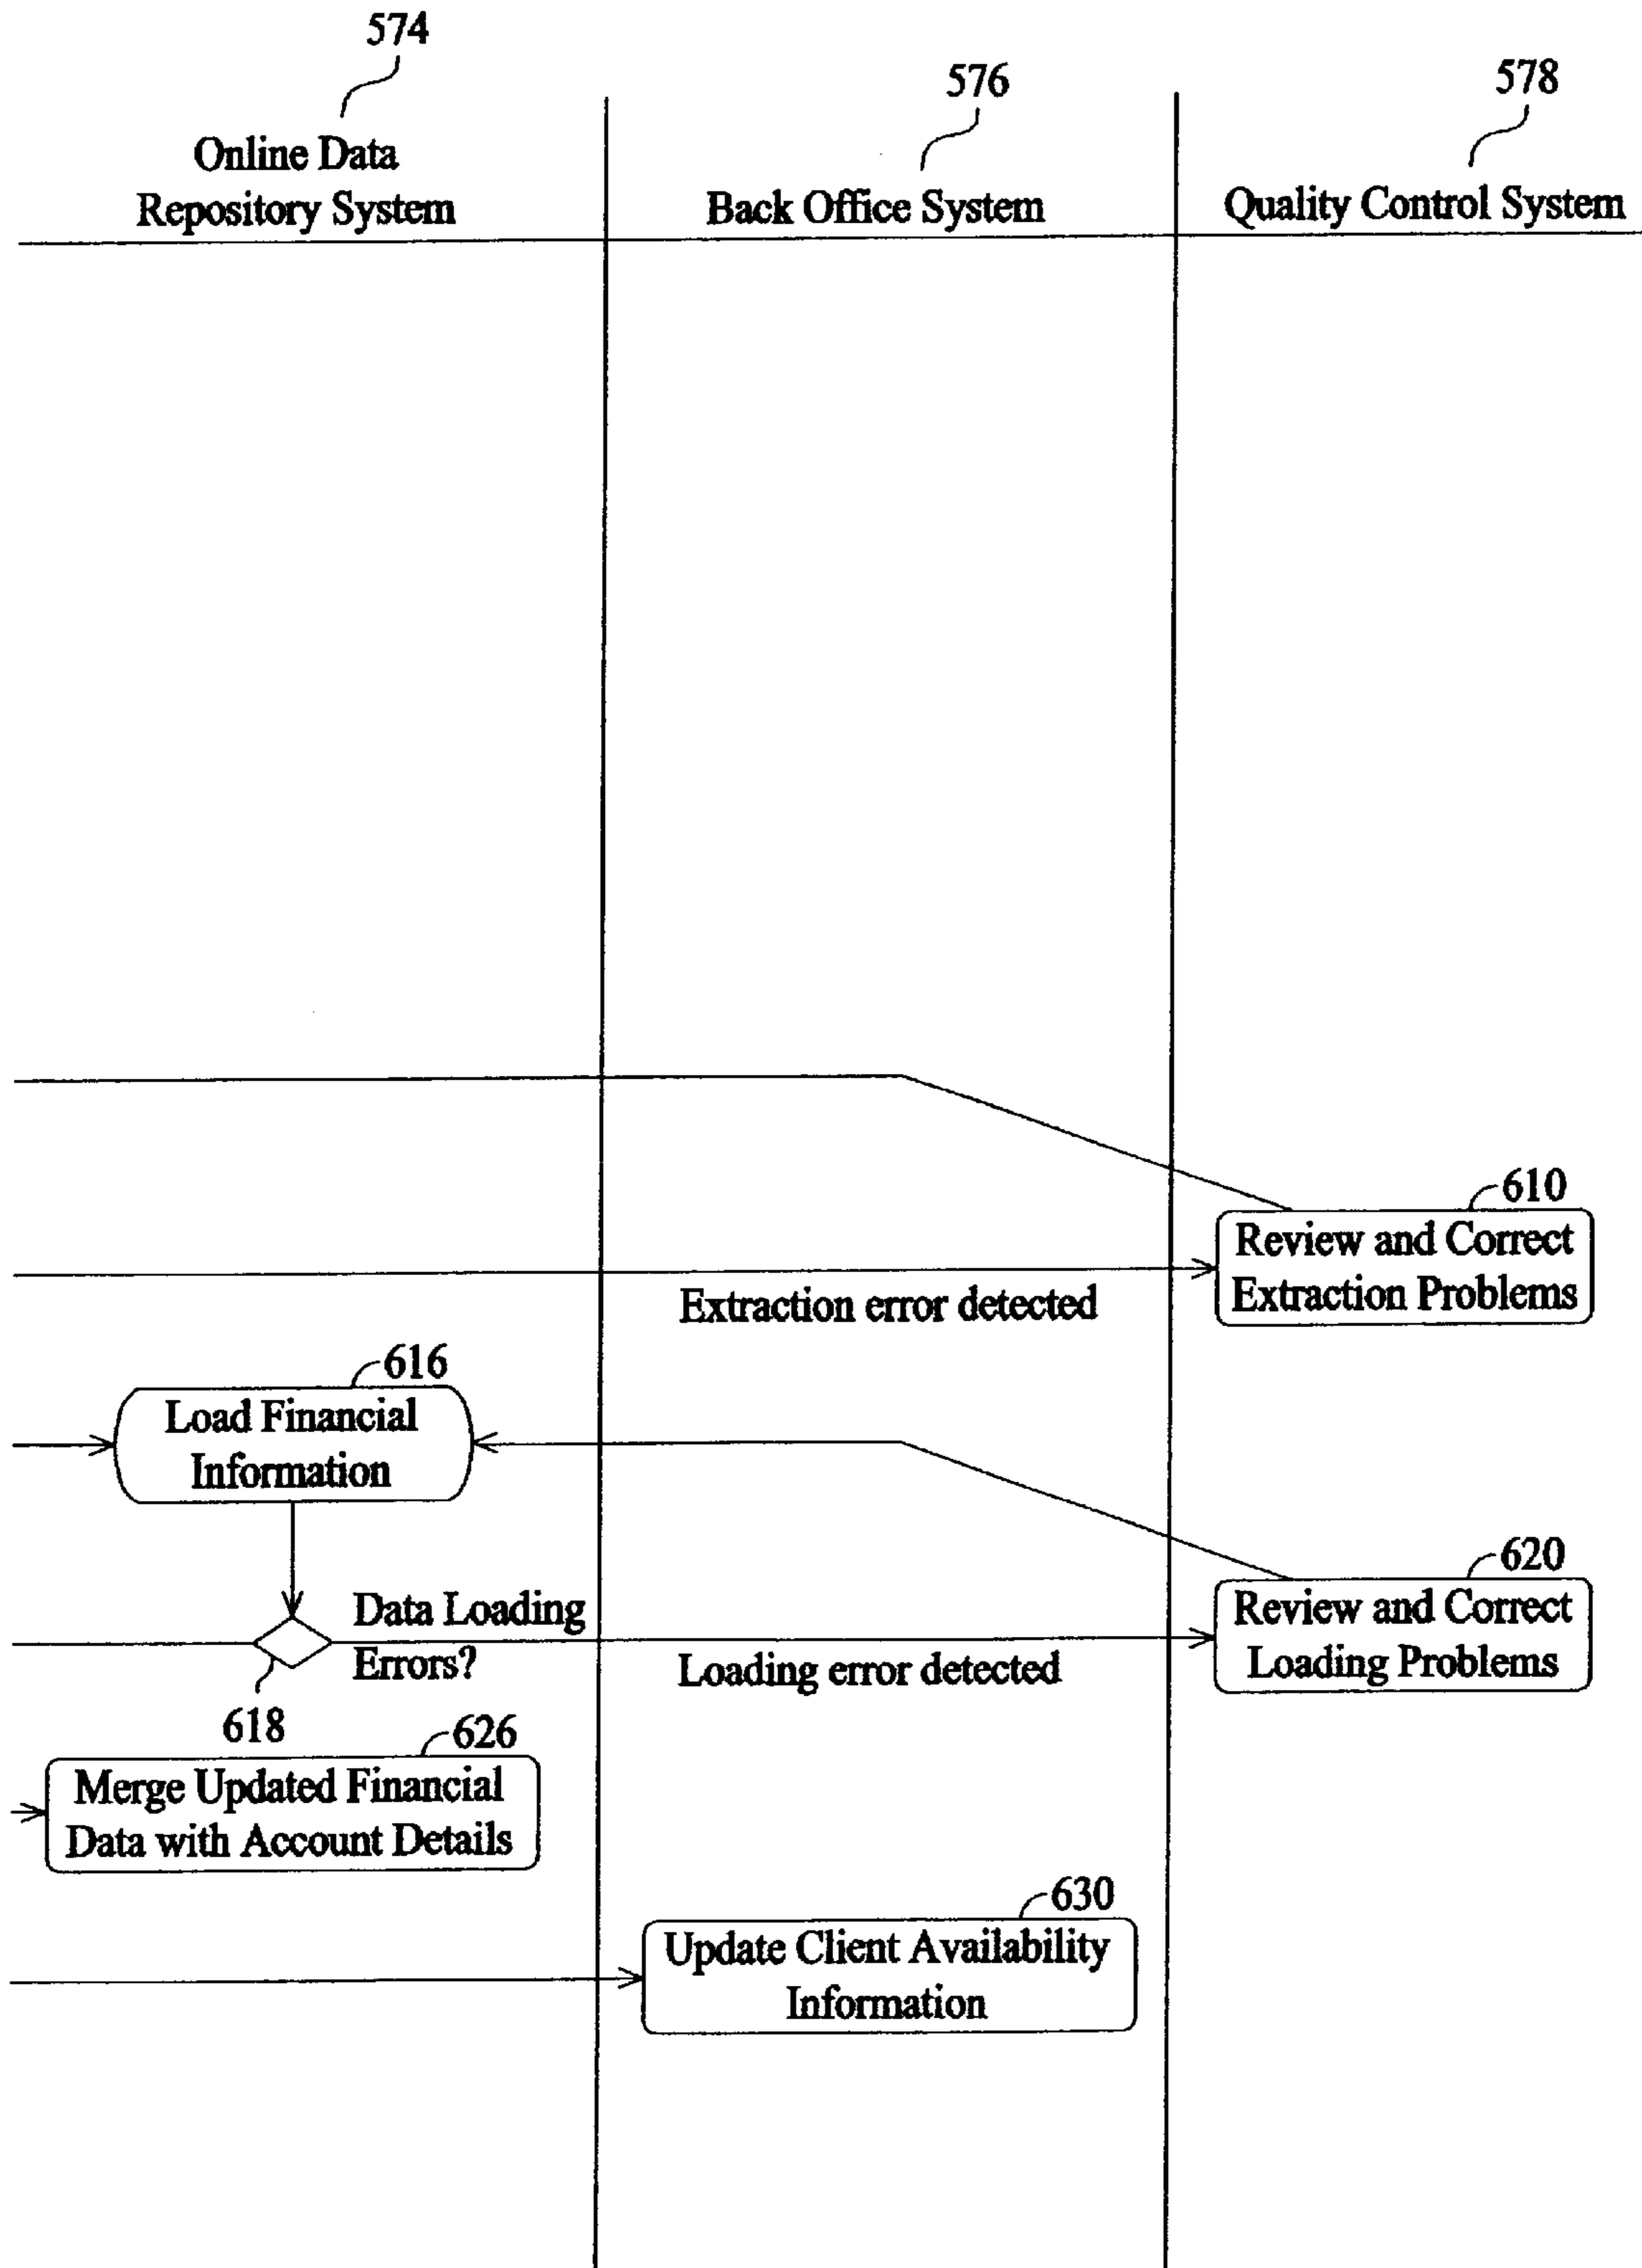 574
Online Data
Repository System
576
Back Office System
578
Quality Control System
610
Review and Correct
Extraction Problems
Extraction error detected
616
Load Financial
Information
620
Review and Correct
Loading Problems
Data Loading
Errors?
Loading error detected
618
626
Merge Updated Financial
Data with Account Details
630
Update Client Availability
Information